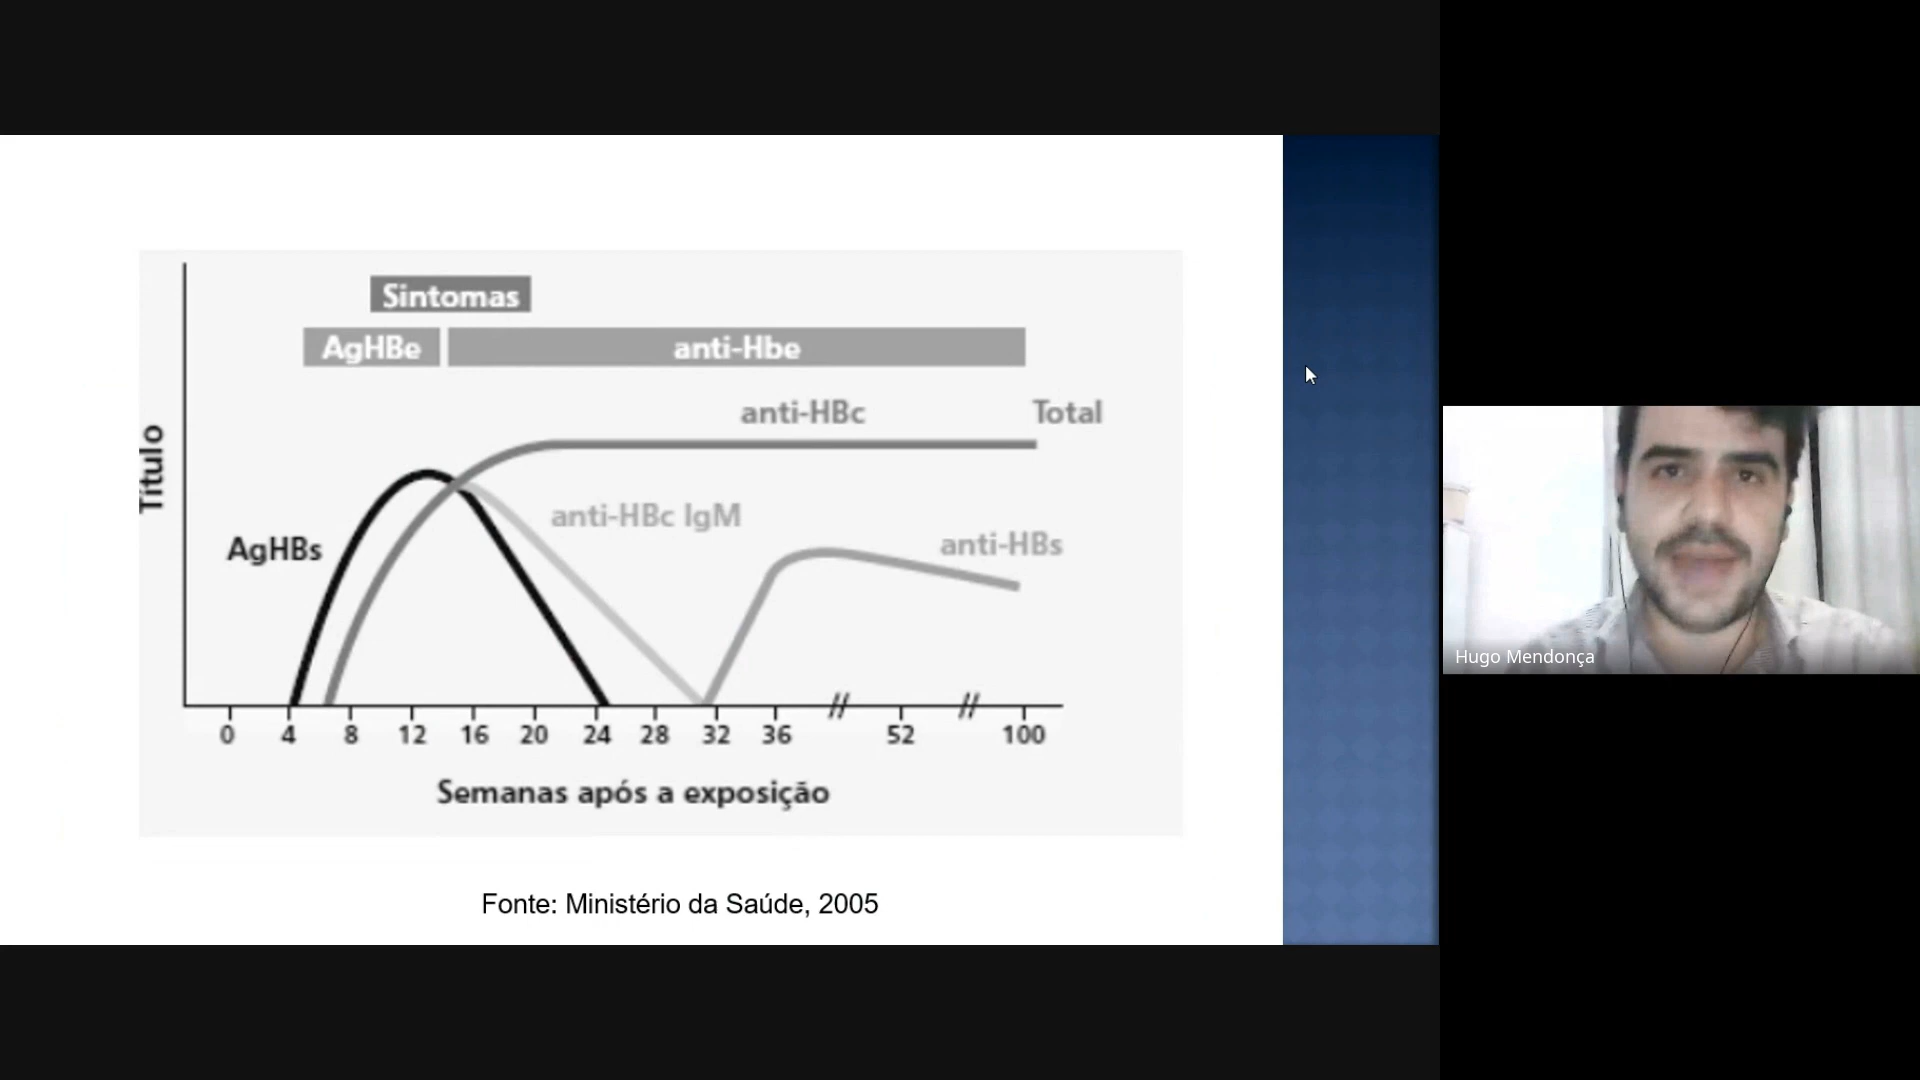 Sintomas
AgHBe anti-Hbe
anti-HBc Total
Título
anti-HBc IgM
AgHBs anti-HBs
0 4 8 12 16 20 24 28 32 36 // 52 // 100
Semanas após a exposição
Fonte: Ministério da Saúde, 2005
Hugo Mendonça